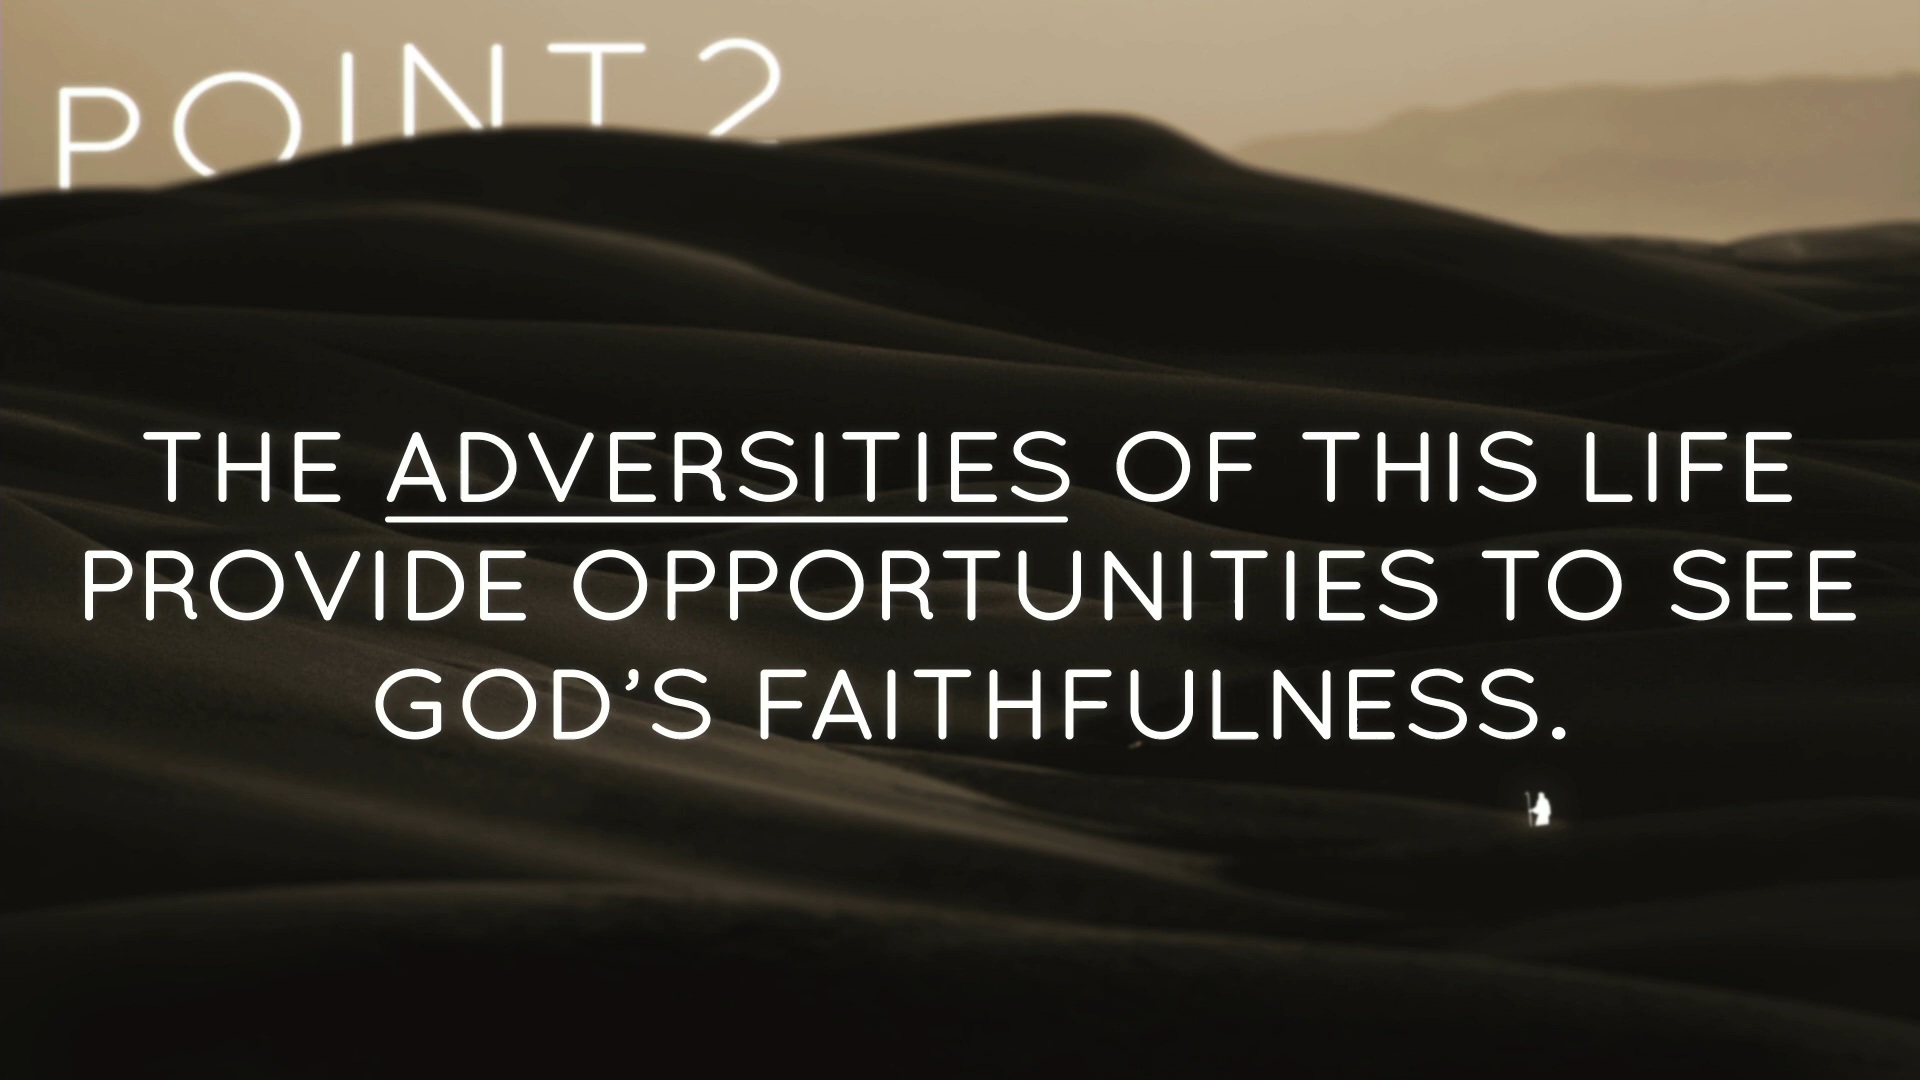 POINT 2
THE ADVERSITIES OF THIS LIFE
PROVIDE OPPORTUNITIES TO SEE
GOD'S FAITHFULNESS.